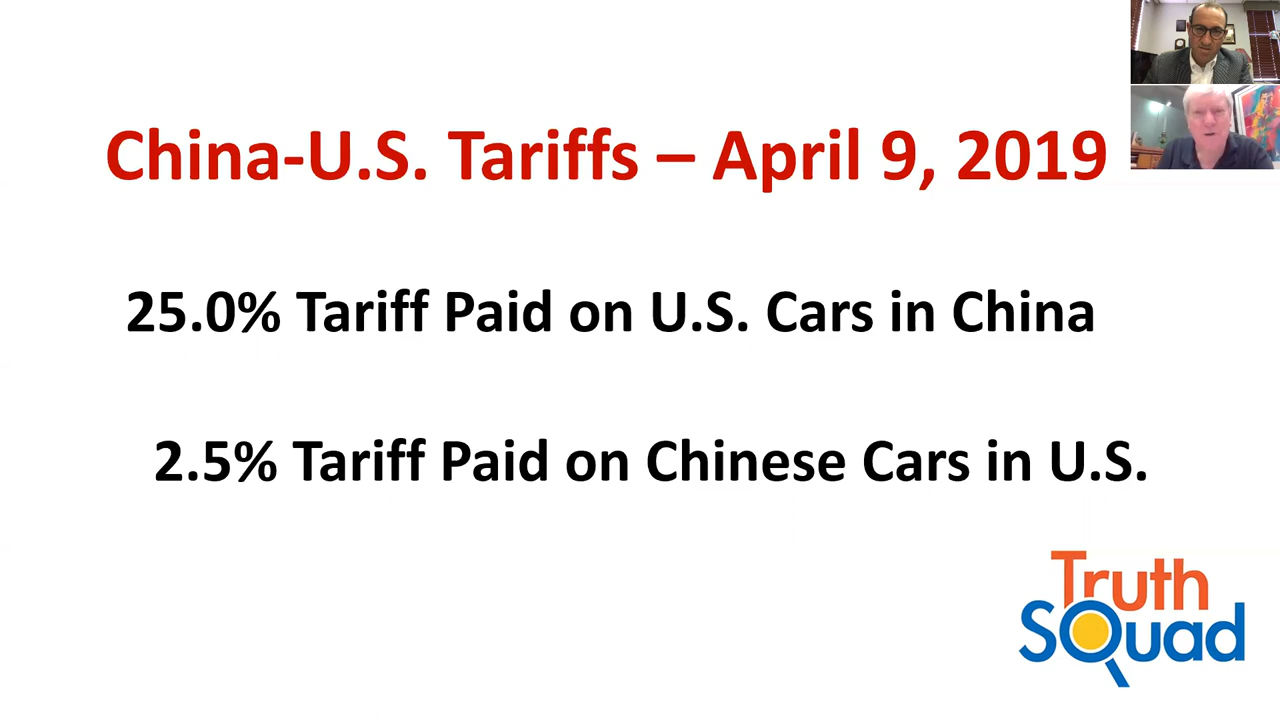 China-U.S. Tariffs – April 9, 2019
25.0% Tariff Paid on U.S. Cars in China
2.5% Tariff Paid on Chinese Cars in U.S.
Truth
SQuad